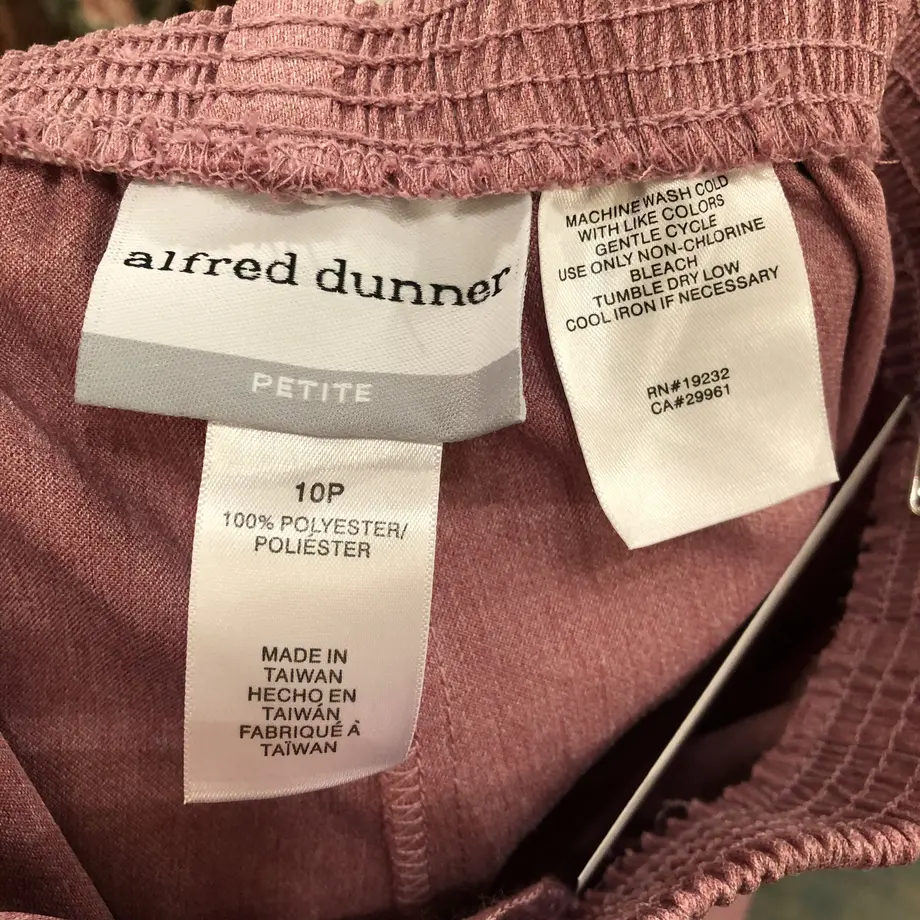 alfred dunner
PETITE
10P
100% POLYESTER/
POLIÉSTER
MADE IN
TAIWAN
HECHO EN
TAIWÁN
FABRIQUÉ À
TAÏWAN
MACHINE WASH COLD
WITH LIKE COLORS
GENTLE CYCLE
USE ONLY NON-CHLORINE
BLEACH
TUMBLE DRY LOW
COOL IRON IF NECESSARY
RN#19232
CA#29961